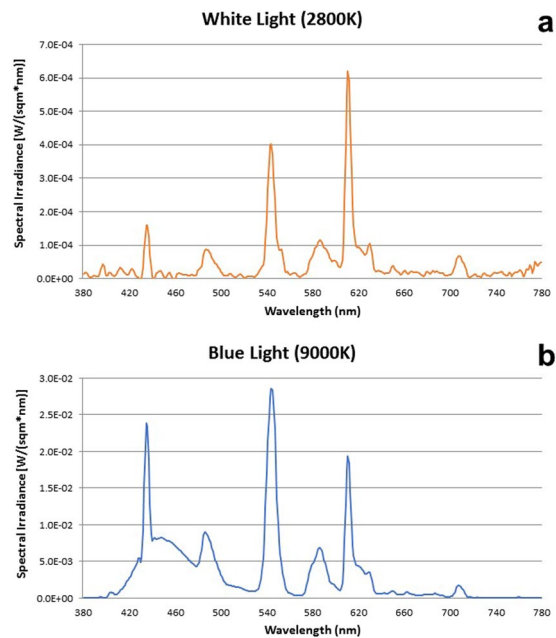 White Light (2800K)
a
Spectral Irradiance [W/(sqm*nm)]
7.0E-04
6.0E-04
5.0E-04
4.0E-04
3.0E-04
2.0E-04
1.0E-04
0.0E+00
380 420 460 500 540 580 620 660 700 740 780
Wavelength (nm)
Blue Light (9000K)
b
Spectral Irradiance [W/(sqm*nm)]
3.0E-02
2.5E-02
2.0E-02
1.5E-02
1.0E-02
5.0E-03
0.0E+00
380 420 460 500 540 580 620 660 700 740 780
Wavelength (nm)